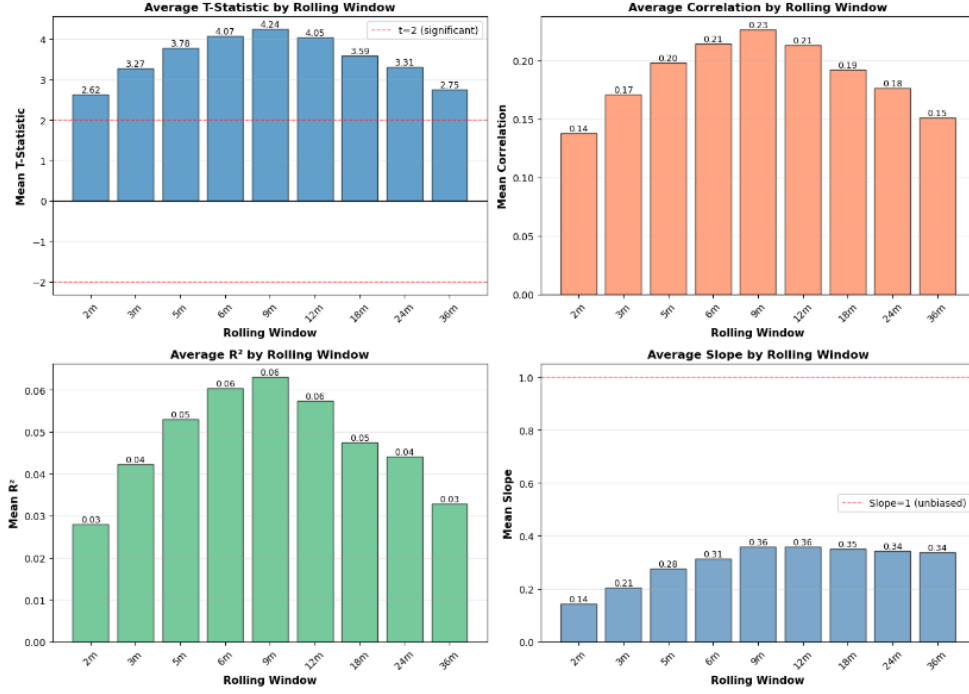 Average T-Statistic by Rolling Window
Mean T-Statistic
4
3
2
1
0
−1
−2
2.62
3.27
3.78
4.07
4.24
4.05
3.59
3.31
2.75
t=2 (significant)
2m
3m
5m
6m
9m
12m
18m
24m
36m
Rolling Window
Average Correlation by Rolling Window
Mean Correlation
0.20
0.15
0.10
0.05
0.00
0.14
0.17
0.20
0.21
0.23
0.21
0.19
0.18
0.15
2m
3m
5m
6m
9m
12m
18m
24m
36m
Rolling Window
Average R² by Rolling Window
Mean R²
0.06
0.05
0.04
0.03
0.02
0.01
0.00
0.03
0.04
0.05
0.06
0.06
0.06
0.05
0.04
0.03
2m
3m
5m
6m
9m
12m
18m
24m
36m
Rolling Window
Average Slope by Rolling Window
Mean Slope
1.0
0.8
0.6
0.4
0.2
0.0
0.14
0.21
0.28
0.31
0.36
0.36
0.35
0.34
0.34
Slope=1 (unbiased)
2m
3m
5m
6m
9m
12m
18m
24m
36m
Rolling Window